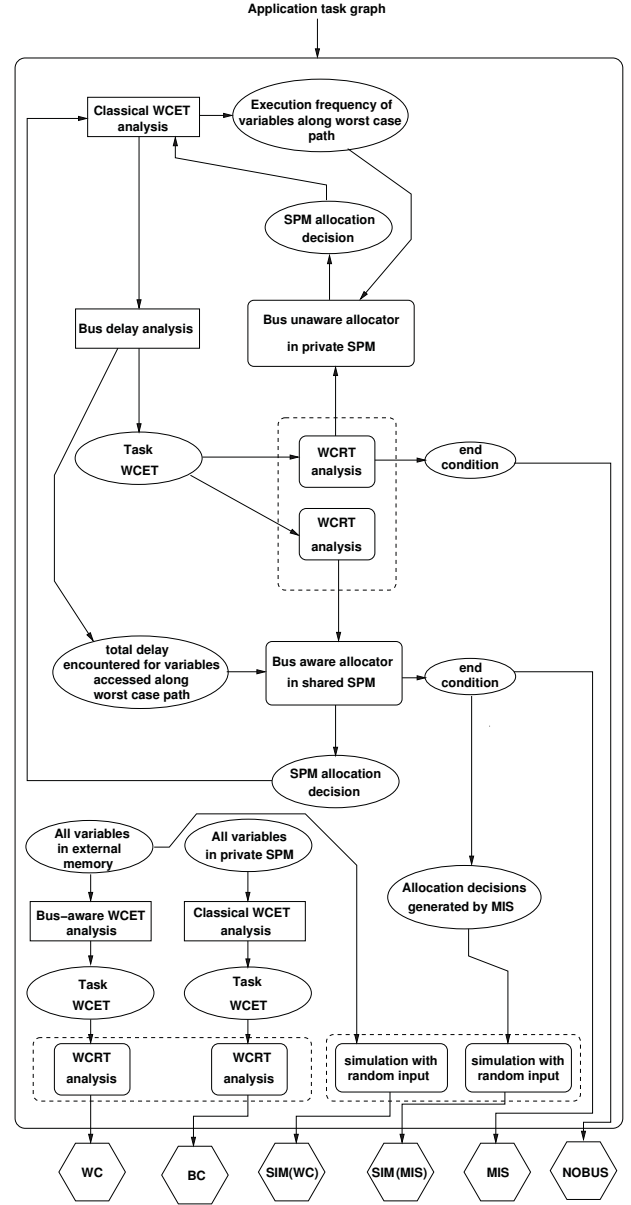 Application task graph
Classical WCET
analysis
Execution frequency of
variables along worst case
path
SPM allocation
decision
Bus delay analysis
Bus unaware allocator
in private SPM
Task
WCET
WCRT
analysis
end
condition
WCRT
analysis
total delay
encountered for variables
accessed along
worst case path
Bus aware allocator
in shared SPM
end
condition
SPM allocation
decision
All variables
in external
memory
All variables
in private SPM
Allocation decisions
generated by MIS
Bus-aware WCET
analysis
Classical WCET
analysis
Task
WCET
Task
WCET
WCRT
analysis
WCRT
analysis
simulation with
random input
simulation with
random input
WC
BC
SIM(WC)
SIM(MIS)
MIS
NOBUS